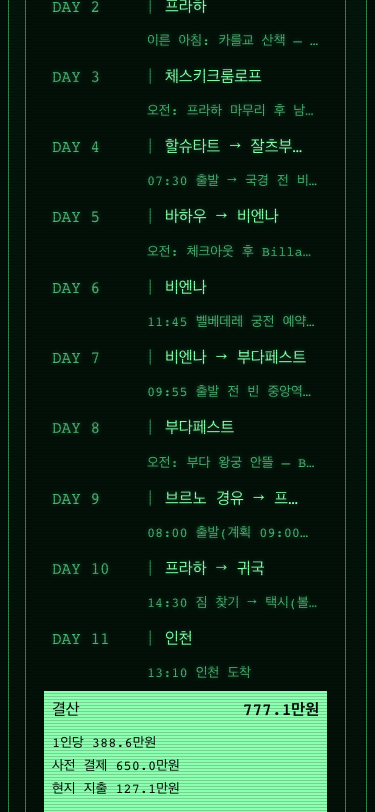 DAY 2 | 프라하
이른 아침: 카를교 산책 — …
DAY 3 | 체스키크룸로프
오전: 프라하 마무리 후 남…
DAY 4 | 할슈타트 → 잘츠부…
07:30 출발 → 국경 전 비…
DAY 5 | 바하우 → 비엔나
오전: 체크아웃 후 Billa…
DAY 6 | 비엔나
11:45 벨베데레 궁전 예약…
DAY 7 | 비엔나 → 부다페스트
09:55 출발 전 빈 중앙역…
DAY 8 | 부다페스트
오전: 부다 왕궁 안뜰 — B…
DAY 9 | 브르노 경유 → 프…
08:00 출발(계획 09:00…
DAY 10 | 프라하 → 귀국
14:30 짐 찾기 → 택시(볼…
DAY 11 | 인천
13:10 인천 도착
결산 777.1만원
1인당 388.6만원
사전 결제 650.0만원
현지 지출 127.1만원